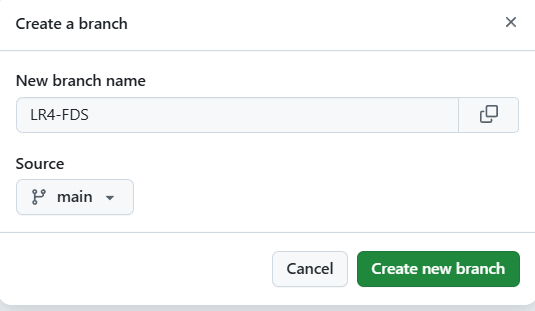 Create a branch
New branch name
LR4-FDS
Source
main
Cancel
Create new branch